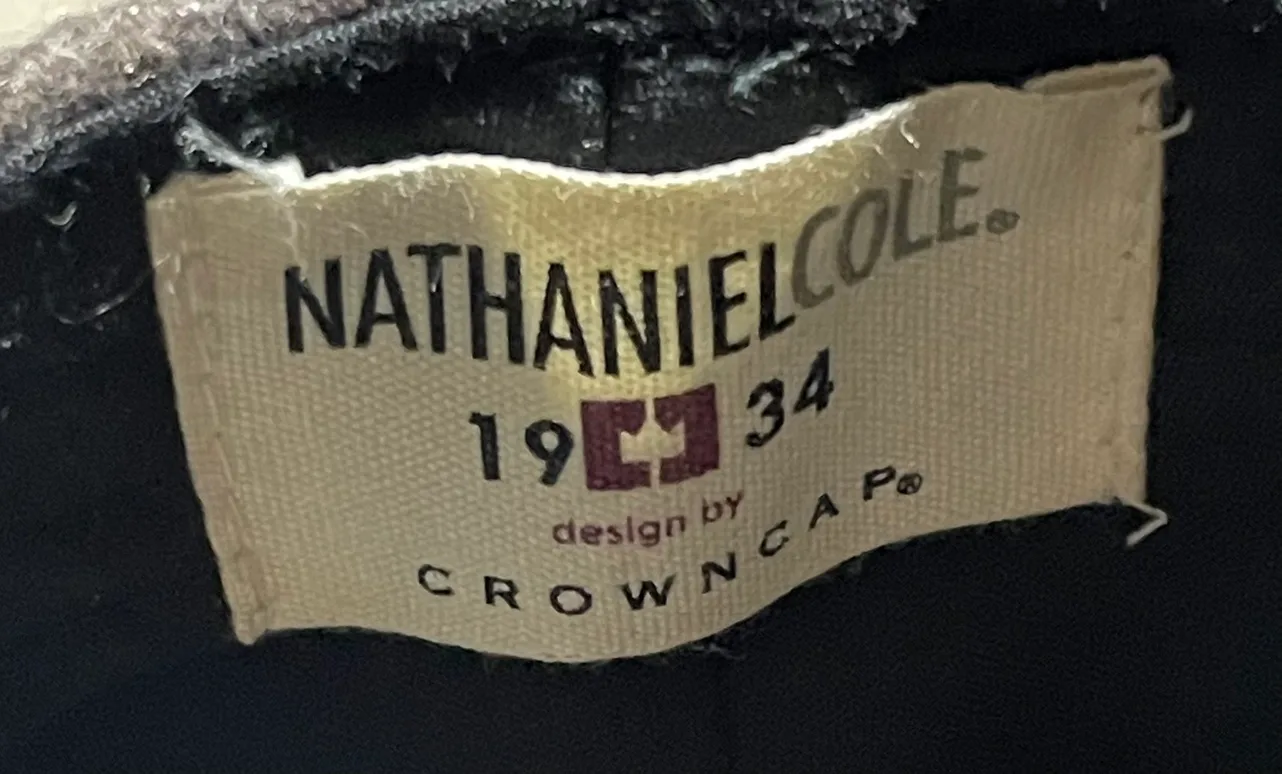 NATHANIELCOLE®
19 34
design by
CROWNCAP®